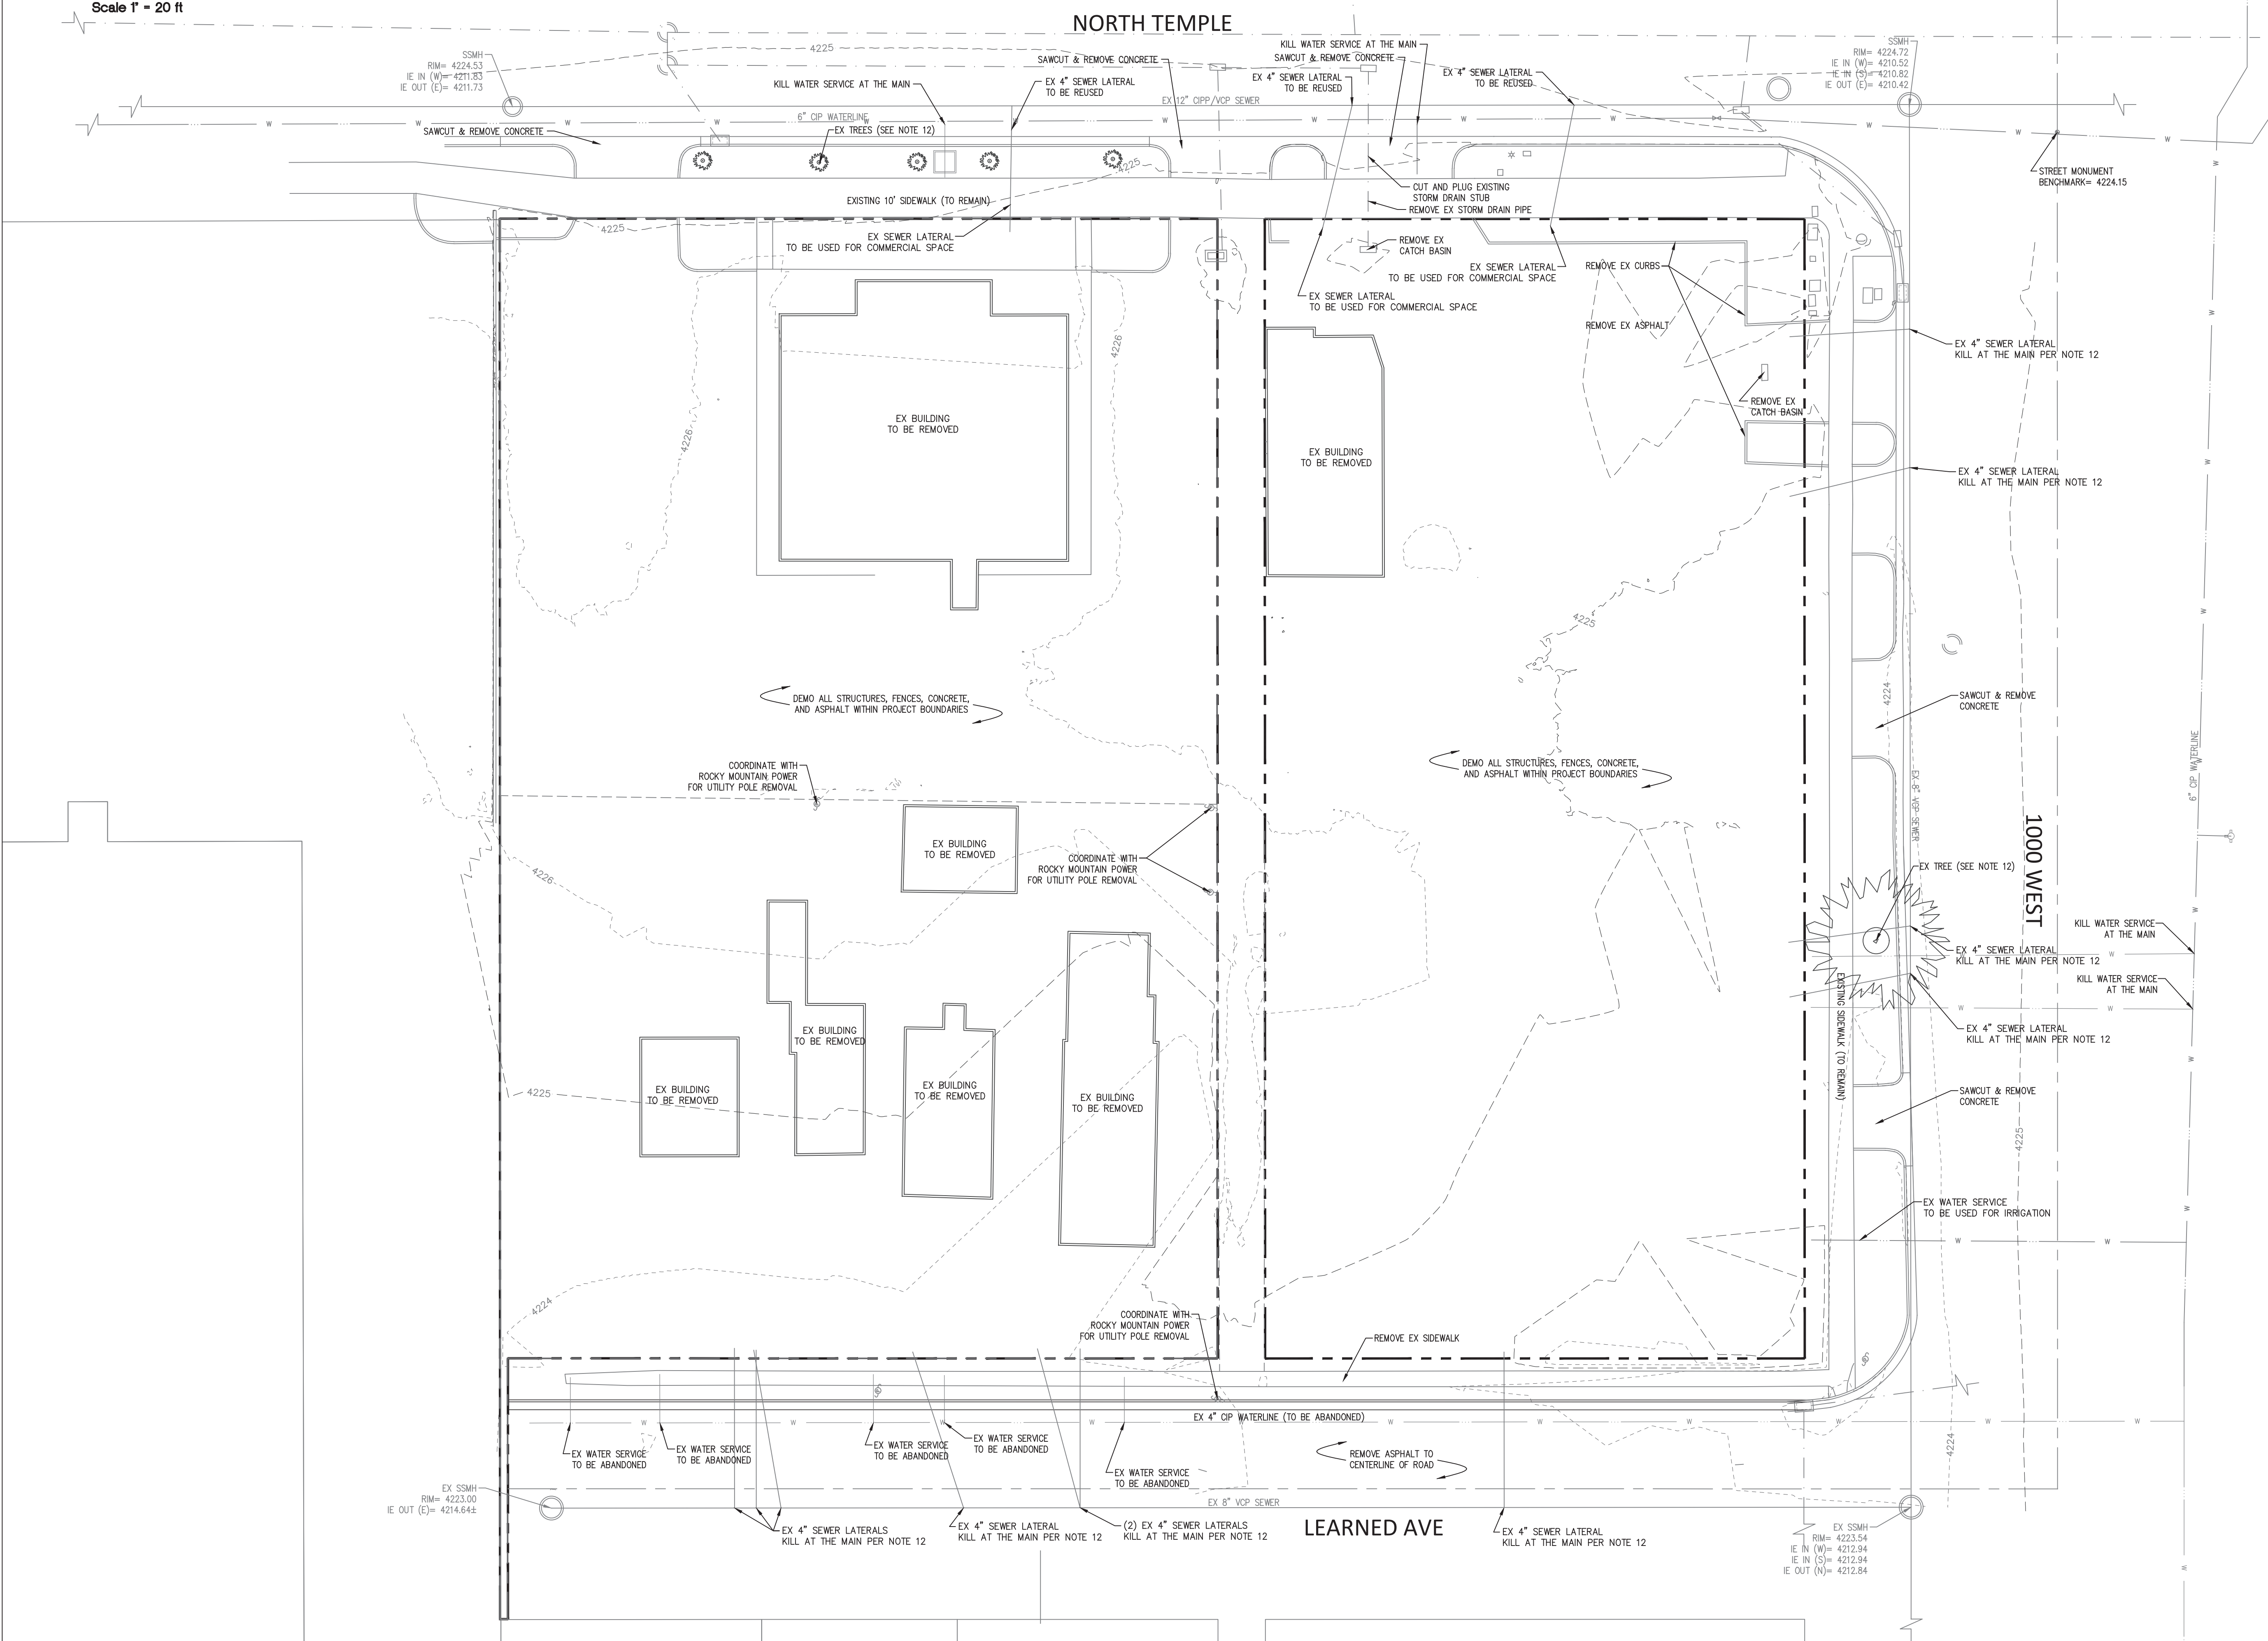 Scale 1" = 20 ft
NORTH TEMPLE
SSMH
RIM= 4224.53
IE IN (W)= 4211.83
IE OUT (E)= 4211.73
4225
KILL WATER SERVICE AT THE MAIN
SAWCUT & REMOVE CONCRETE
EX 4" SEWER LATERAL
TO BE REUSED
KILL WATER SERVICE AT THE MAIN
SAWCUT & REMOVE CONCRETE
EX 4" SEWER LATERAL
TO BE REUSED
EX 4" SEWER LATERAL
TO BE REUSED
SSMH
RIM= 4224.72
IE IN (W)= 4210.52
IE IN (S)= 4210.82
IE OUT (E)= 4210.42
EX 12" CIPP/VCP SEWER
6" CIP WATERLINE
SAWCUT & REMOVE CONCRETE
EX TREES (SEE NOTE 12)
4225
STREET MONUMENT
BENCHMARK= 4224.15
CUT AND PLUG EXISTING
STORM DRAIN STUB
REMOVE EX STORM DRAIN PIPE
EXISTING 10' SIDEWALK (TO REMAIN)
4225
EX SEWER LATERAL
TO BE USED FOR COMMERCIAL SPACE
REMOVE EX
CATCH BASIN
EX SEWER LATERAL
TO BE USED FOR COMMERCIAL SPACE
REMOVE EX CURBS
EX SEWER LATERAL
TO BE USED FOR COMMERCIAL SPACE
REMOVE EX ASPHALT
EX 4" SEWER LATERAL
KILL AT THE MAIN PER NOTE 12
4226
4226
REMOVE EX
CATCH BASIN
EX BUILDING
TO BE REMOVED
EX BUILDING
TO BE REMOVED
EX 4" SEWER LATERAL
KILL AT THE MAIN PER NOTE 12
4225
4224
SAWCUT & REMOVE
CONCRETE
DEMO ALL STRUCTURES, FENCES, CONCRETE,
AND ASPHALT WITHIN PROJECT BOUNDARIES
DEMO ALL STRUCTURES, FENCES, CONCRETE,
AND ASPHALT WITHIN PROJECT BOUNDARIES
COORDINATE WITH
ROCKY MOUNTAIN POWER
FOR UTILITY POLE REMOVAL
EX 8" VCP SEWER
6" CIP WATERLINE
1000 WEST
EX BUILDING
TO BE REMOVED
COORDINATE WITH
ROCKY MOUNTAIN POWER
FOR UTILITY POLE REMOVAL
4226
EX TREE (SEE NOTE 12)
KILL WATER SERVICE
AT THE MAIN
EX 4" SEWER LATERAL
KILL AT THE MAIN PER NOTE 12
KILL WATER SERVICE
AT THE MAIN
EXISTING SIDEWALK (TO REMAIN)
EX BUILDING
TO BE REMOVED
EX 4" SEWER LATERAL
KILL AT THE MAIN PER NOTE 12
4225
EX BUILDING
TO BE REMOVED
EX BUILDING
TO BE REMOVED
EX BUILDING
TO BE REMOVED
SAWCUT & REMOVE
CONCRETE
4225
EX WATER SERVICE
TO BE USED FOR IRRIGATION
4224
COORDINATE WITH
ROCKY MOUNTAIN POWER
FOR UTILITY POLE REMOVAL
REMOVE EX SIDEWALK
EX 4" CIP WATERLINE (TO BE ABANDONED)
EX WATER SERVICE
TO BE ABANDONED
EX WATER SERVICE
TO BE ABANDONED
EX WATER SERVICE
TO BE ABANDONED
EX WATER SERVICE
TO BE ABANDONED
EX WATER SERVICE
TO BE ABANDONED
REMOVE ASPHALT TO
CENTERLINE OF ROAD
4224
EX SSMH
RIM= 4223.00
IE OUT (E)= 4214.64±
EX 8" VCP SEWER
EX 4" SEWER LATERALS
KILL AT THE MAIN PER NOTE 12
EX 4" SEWER LATERAL
KILL AT THE MAIN PER NOTE 12
(2) EX 4" SEWER LATERALS
KILL AT THE MAIN PER NOTE 12
LEARNED AVE
EX 4" SEWER LATERAL
KILL AT THE MAIN PER NOTE 12
EX SSMH
RIM= 4223.54
IE IN (W)= 4212.94
IE IN (S)= 4212.94
IE OUT (N)= 4212.84